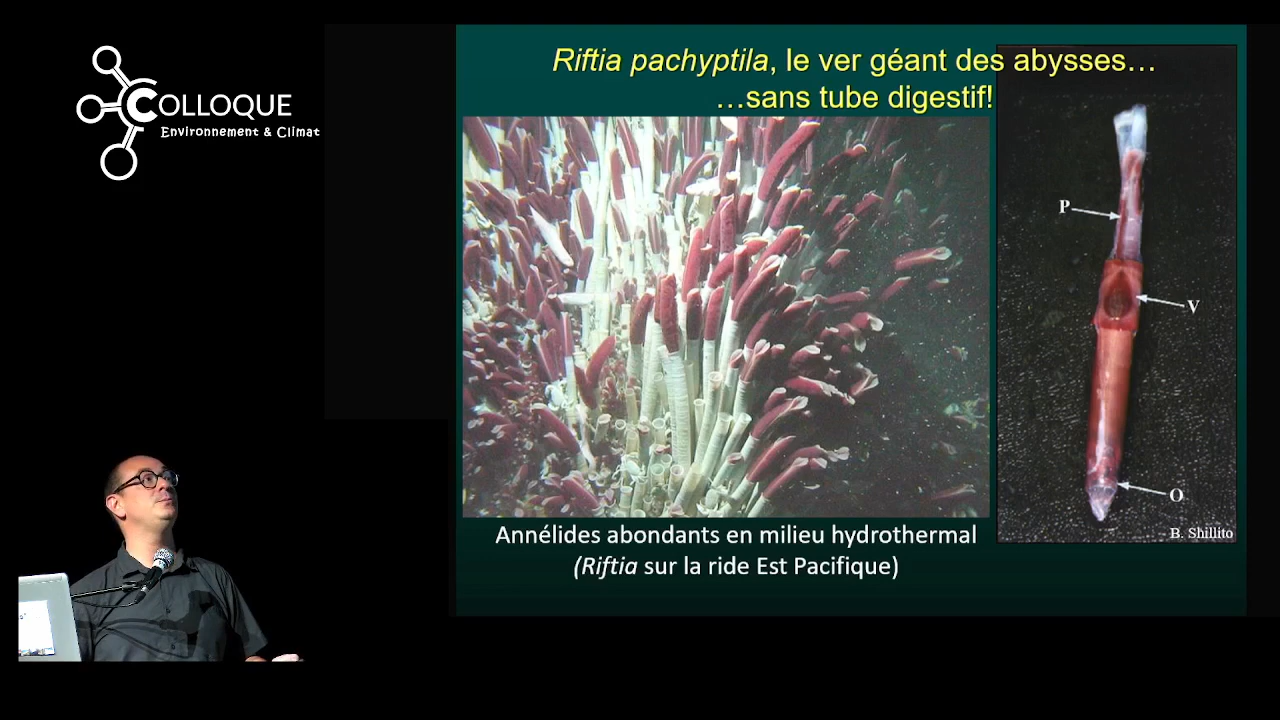 COLLOQUE
Environnement & Climat
Riftia pachyptila, le ver géant des abysses…
…sans tube digestif!
P
V
O
B. Shillito
Annélides abondants en milieu hydrothermal
(Riftia sur la ride Est Pacifique)